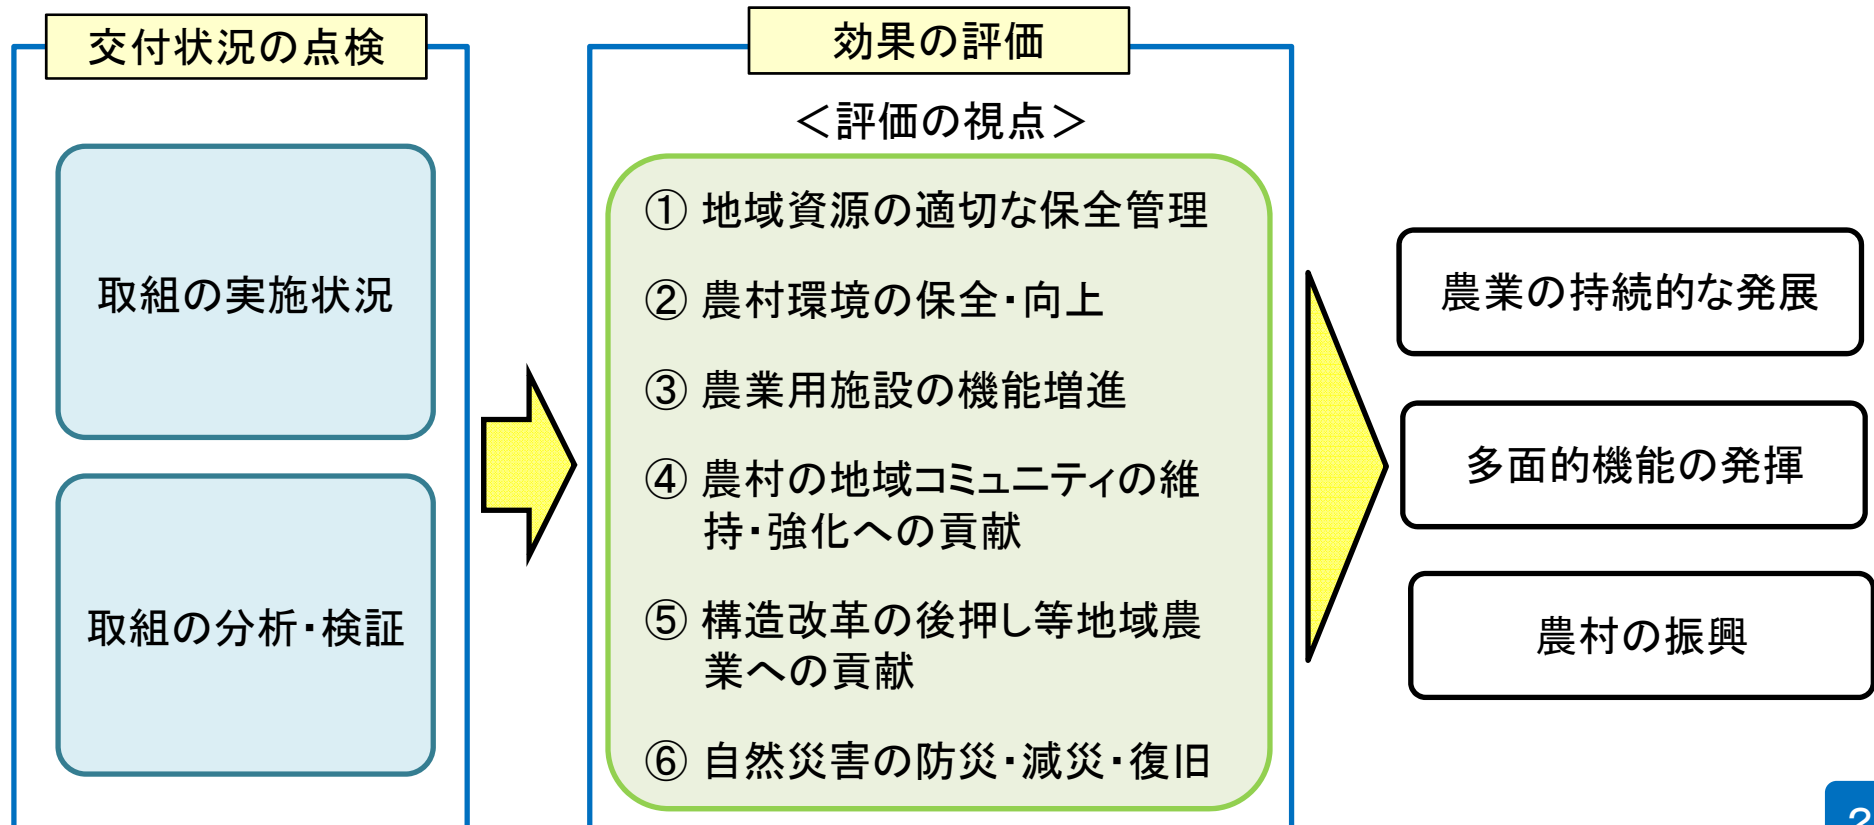 交付状況の点検
取組の実施状況
取組の分析・検証
効果の評価
＜評価の視点＞
① 地域資源の適切な保全管理
② 農村環境の保全・向上
③ 農業用施設の機能増進
④ 農村の地域コミュニティの維
持・強化への貢献
⑤ 構造改革の後押し等地域農
業への貢献
⑥ 自然災害の防災・減災・復旧
農業の持続的な発展
多面的機能の発揮
農村の振興